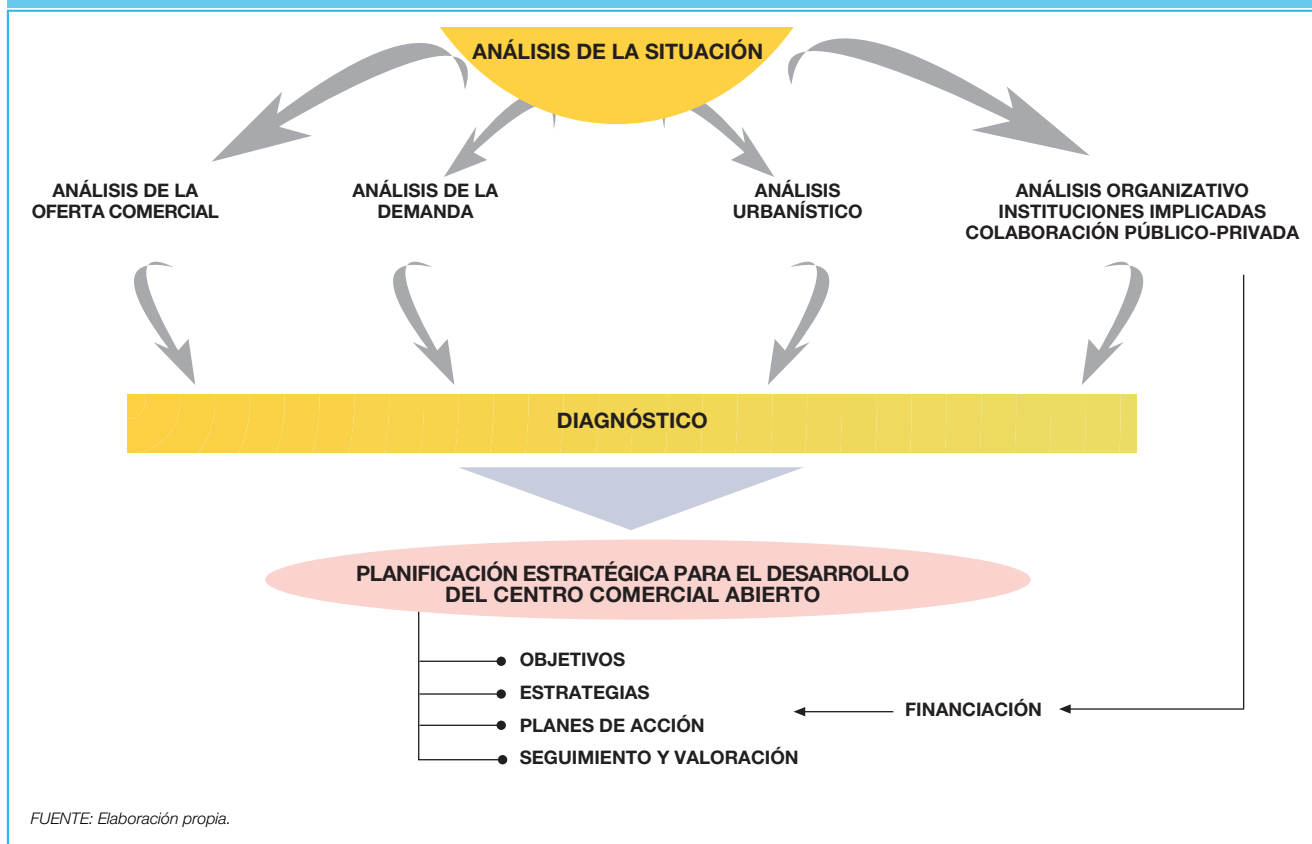 ANÁLISIS DE LA SITUACIÓN
ANÁLISIS DE LA
OFERTA COMERCIAL
ANÁLISIS DE LA
DEMANDA
ANÁLISIS
URBANÍSTICO
ANÁLISIS ORGANIZATIVO
INSTITUCIONES IMPLICADAS
COLABORACIÓN PÚBLICO-PRIVADA
DIAGNÓSTICO
PLANIFICACIÓN ESTRATÉGICA PARA EL DESARROLLO
DEL CENTRO COMERCIAL ABIERTO
OBJETIVOS
ESTRATEGIAS
PLANES DE ACCIÓN
SEGUIMIENTO Y VALORACIÓN
FINANCIACIÓN
FUENTE: Elaboración propia.